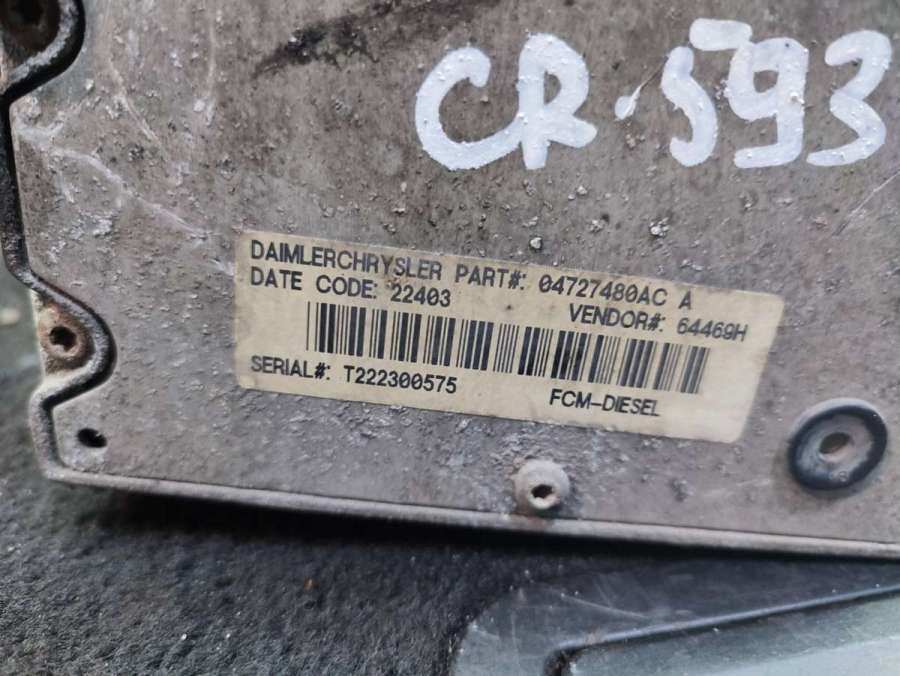 CR.593
DAIMLERCHRYSLER PART#: 04727480AC A
DATE CODE: 22403 VENDOR#: 64469H
SERIAL#: T222300575 FCM-DIESEL